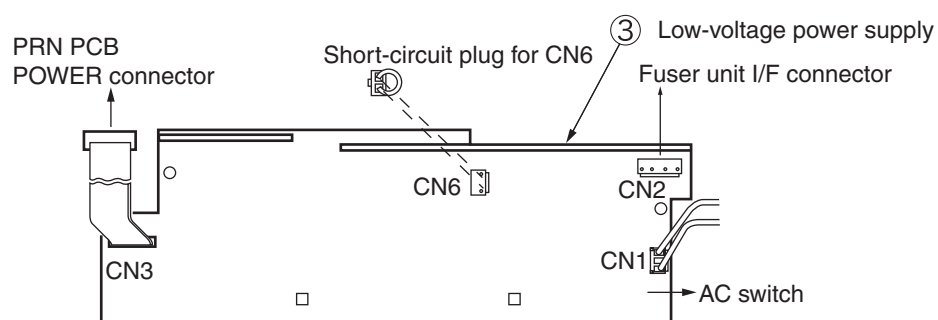 PRN PCB
POWER connector
Short-circuit plug for CN6
③ Low-voltage power supply
Fuser unit I/F connector
CN6
CN2
CN3
CN1
AC switch